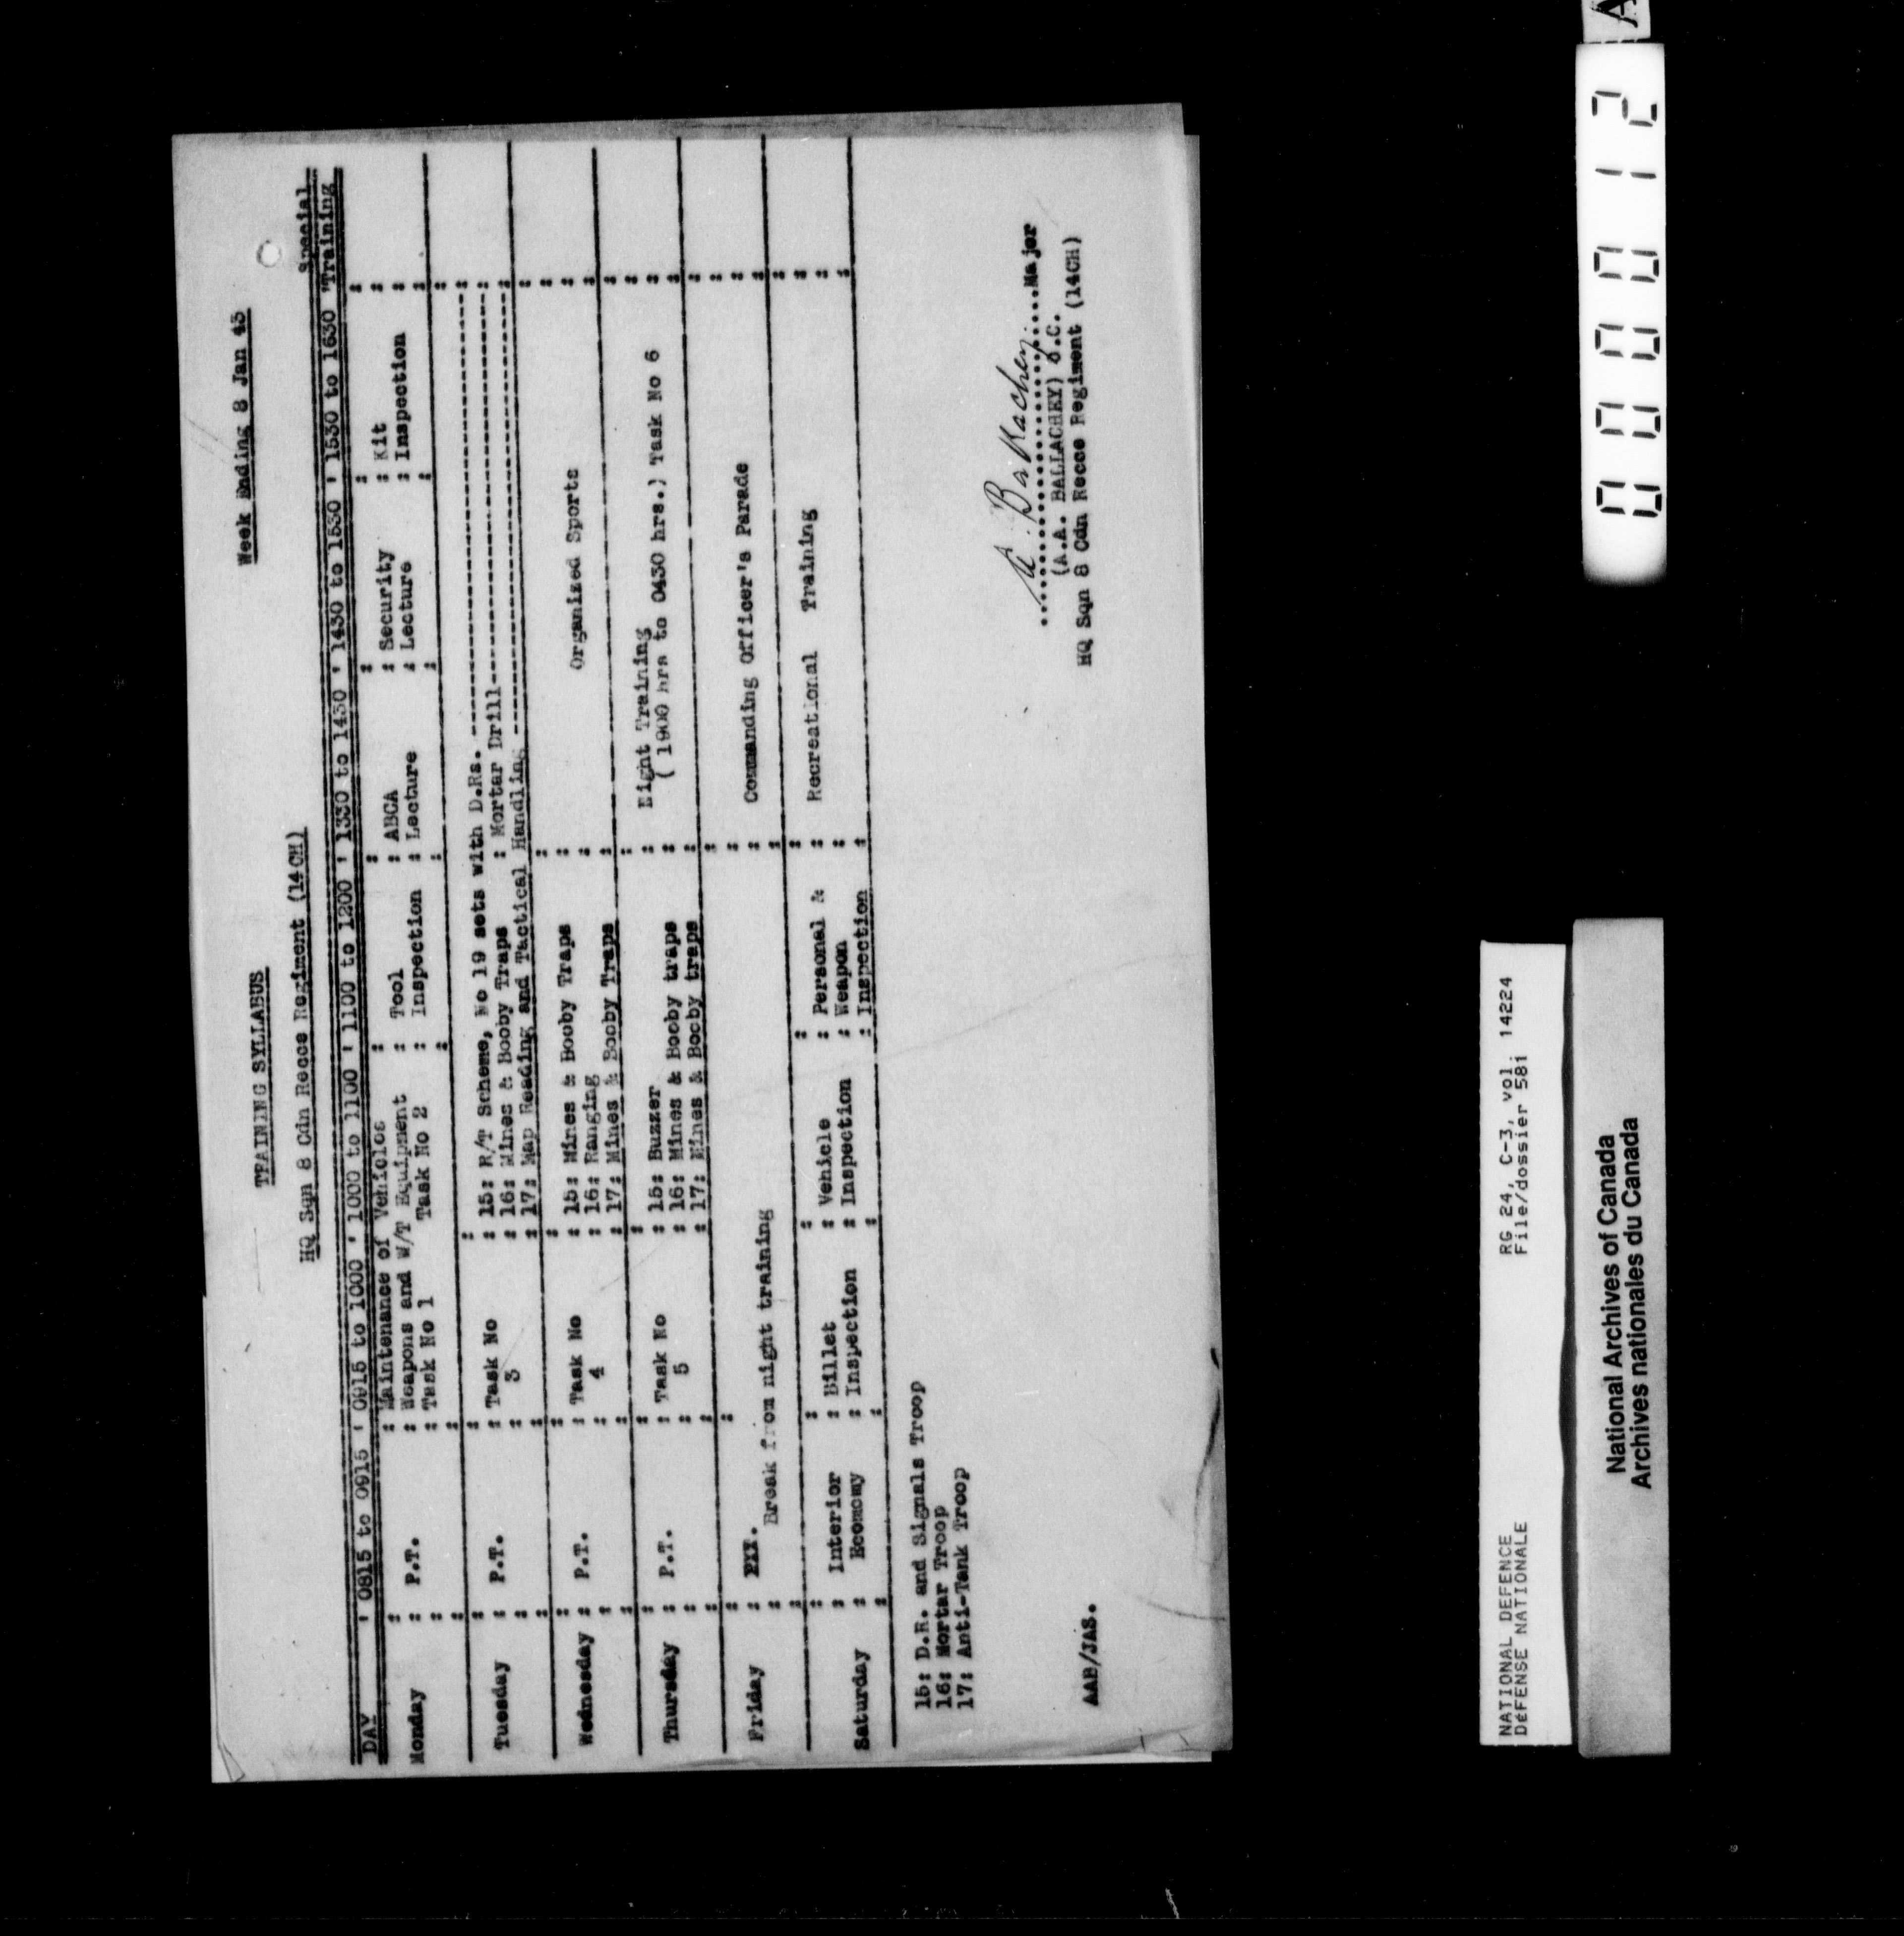 Week Ending 8 Jan 43
TRAINING SYLLABUS
HQ Sqn 8 Cdn Recce Regiment (14CH)
Special
DAY ' 0815 to 0915 ' 0915 to 1000 ' 1000 to 1100 ' 1100 to 1200 ' 1330 to 1430 ' 1430 to 1530 ' 1530 to 1630 'Training
Monday : P.T. : Maintenance of Vehicles : Tool : ABCA : Security : Kit :
: Weapons and W/T Equipment : Inspection : Lecture : Lecture : Inspection
: Task No 1 Task No 2
Tuesday : P.T. : Task No : 15: R/T Scheme, No 19 sets with D.Rs. ----------
3 : 16: Mines & Booby Traps : Mortar Drill----------
: 17: Map Reading and Tactical Handling ----------
Wednesday : P.T. : Task No : 15: Mines & Booby Traps : Organized Sports :
4 : 16: Ranging
: 17: Mines & Booby Traps
Thursday : P.T. : Task No : 15: Buzzer : Night Training
5 : 16: Mines & Booby traps : ( 1900 hrs to 0430 hrs.) Task No 6
: 17: Mines & Booby traps
Friday : Break from night training : Commanding Officer's Parade
Saturday : Interior : Billet : Vehicle : Personal & : Recreational Training
Economy : Inspection : Inspection : Weapon
: Inspection
15: D.R. and Signals Troop
16: Mortar Troop
17: Anti-Tank Troop
A. Ballachey
..........Major
(A.A. BALLACHEY) O.C.
HQ Sqn 8 Cdn Recce Regiment (14CH)
AAB/JAS.
NATIONAL DEFENCE RG 24, C-3, vol. 14224
DÉFENSE NATIONALE File/dossier 581
National Archives of Canada
Archives nationales du Canada
000012
A